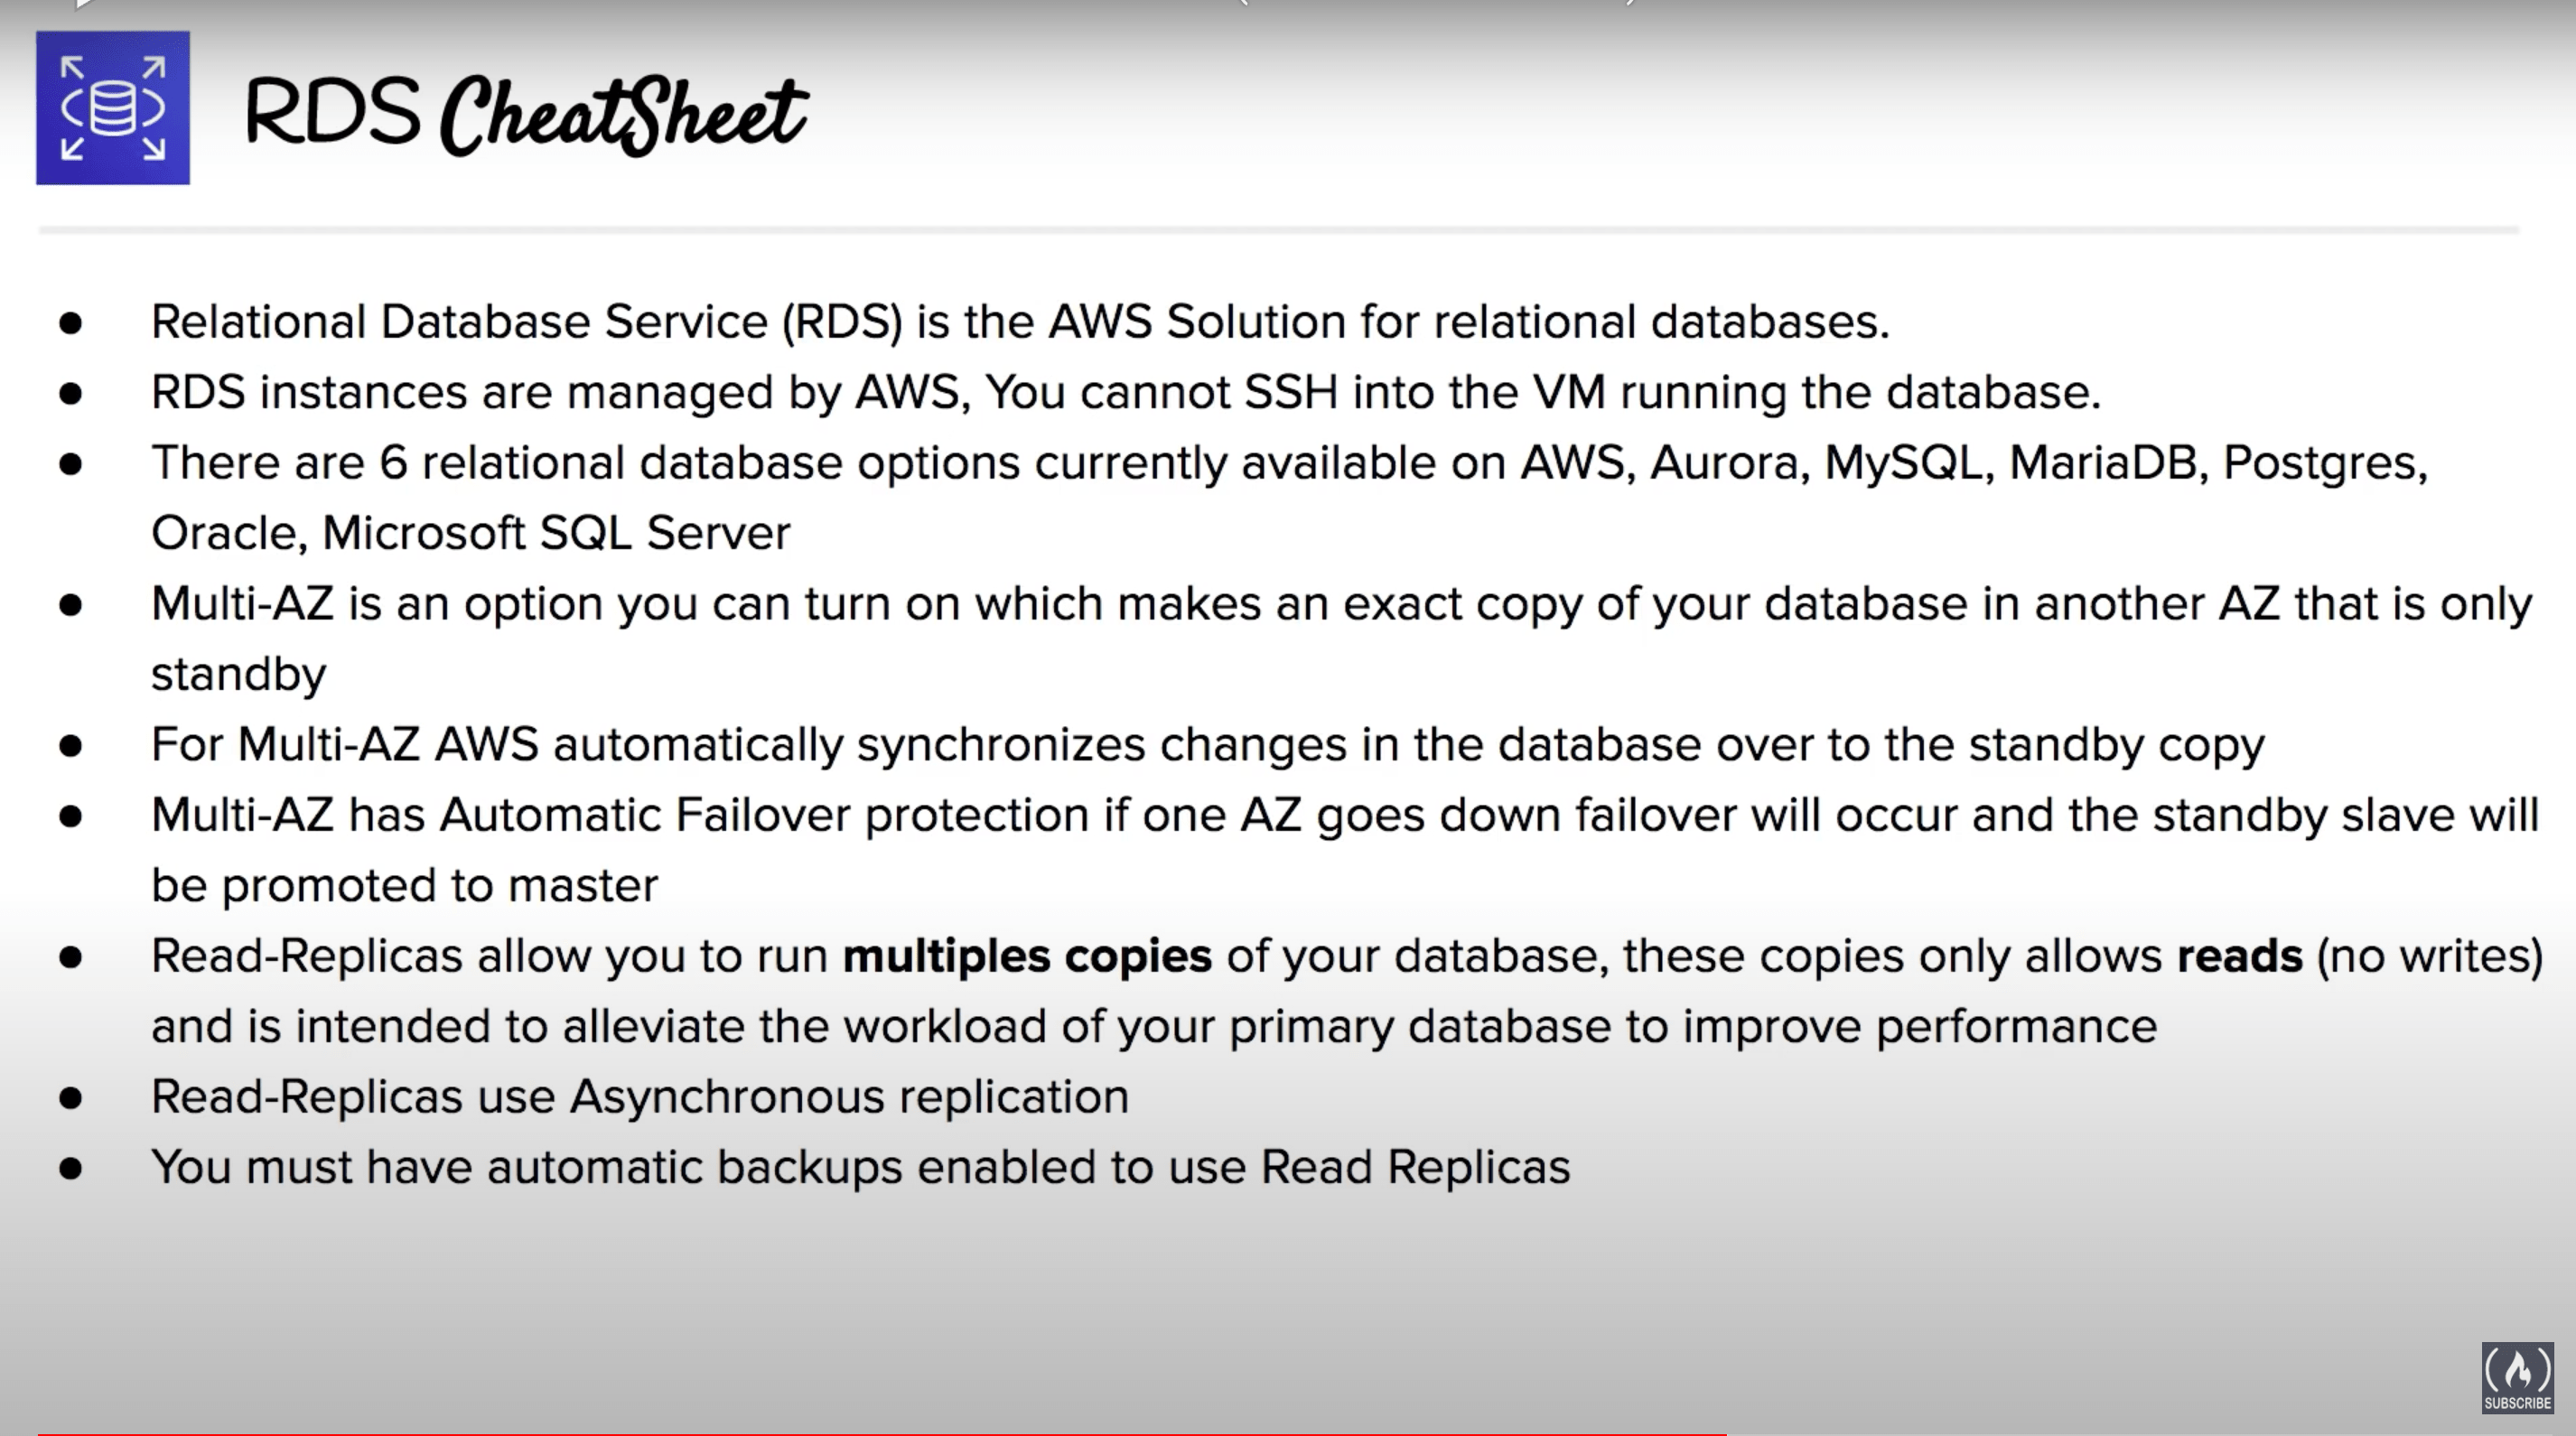 RDS CheatSheet
● Relational Database Service (RDS) is the AWS Solution for relational databases.
● RDS instances are managed by AWS, You cannot SSH into the VM running the database.
● There are 6 relational database options currently available on AWS, Aurora, MySQL, MariaDB, Postgres,
Oracle, Microsoft SQL Server
● Multi-AZ is an option you can turn on which makes an exact copy of your database in another AZ that is only
standby
● For Multi-AZ AWS automatically synchronizes changes in the database over to the standby copy
● Multi-AZ has Automatic Failover protection if one AZ goes down failover will occur and the standby slave will
be promoted to master
● Read-Replicas allow you to run multiples copies of your database, these copies only allows reads (no writes)
and is intended to alleviate the workload of your primary database to improve performance
● Read-Replicas use Asynchronous replication
● You must have automatic backups enabled to use Read Replicas
SUBSCRIBE